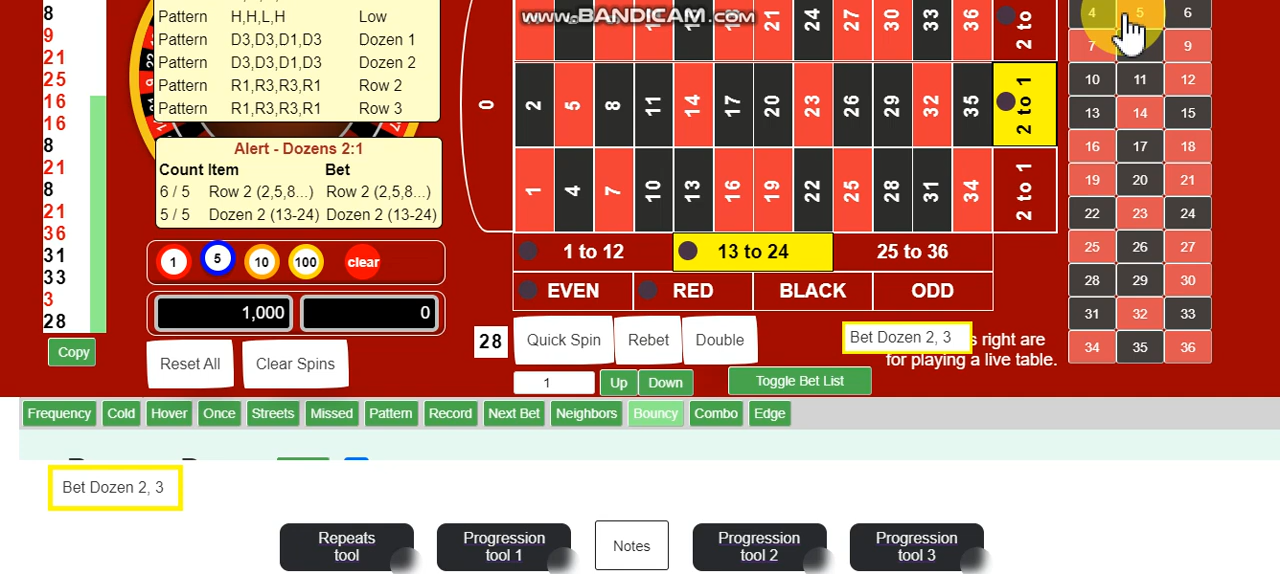 8
9
21
25
16
16
8
21
8
21
36
31
33
3
28
Copy
Pattern H,H,L,H Low
Pattern D3,D3,D1,D3 Dozen 1
Pattern D3,D3,D1,D3 Dozen 2
Pattern R1,R3,R3,R1 Row 2
Pattern R1,R3,R3,R1 Row 3
Alert - Dozens 2:1
Count Item Bet
6 / 5 Row 2 (2,5,8...) Row 2 (2,5,8...)
5 / 5 Dozen 2 (13-24) Dozen 2 (13-24)
1 5 10 100 clear
1,000 0
Reset All Clear Spins
www.BANDICAM.com
21 24 27 30 33 36 2 to
0
2 5 8 11 14 17 20 23 26 29 32 35 2 to 1
1 4 7 10 13 16 19 22 25 28 31 34 2 to 1
1 to 12 13 to 24 25 to 36
EVEN RED BLACK ODD
28 Quick Spin Rebet Double
Bet Dozen 2, 3 s right are
for playing a live table.
1 Up Down Toggle Bet List
4 5 6
7 9
10 11 12
13 14 15
16 17 18
19 20 21
22 23 24
25 26 27
28 29 30
31 32 33
34 35 36
Frequency Cold Hover Once Streets Missed Pattern Record Next Bet Neighbors Bouncy Combo Edge
Bet Dozen 2, 3
Repeats
tool
Progression
tool 1
Notes
Progression
tool 2
Progression
tool 3